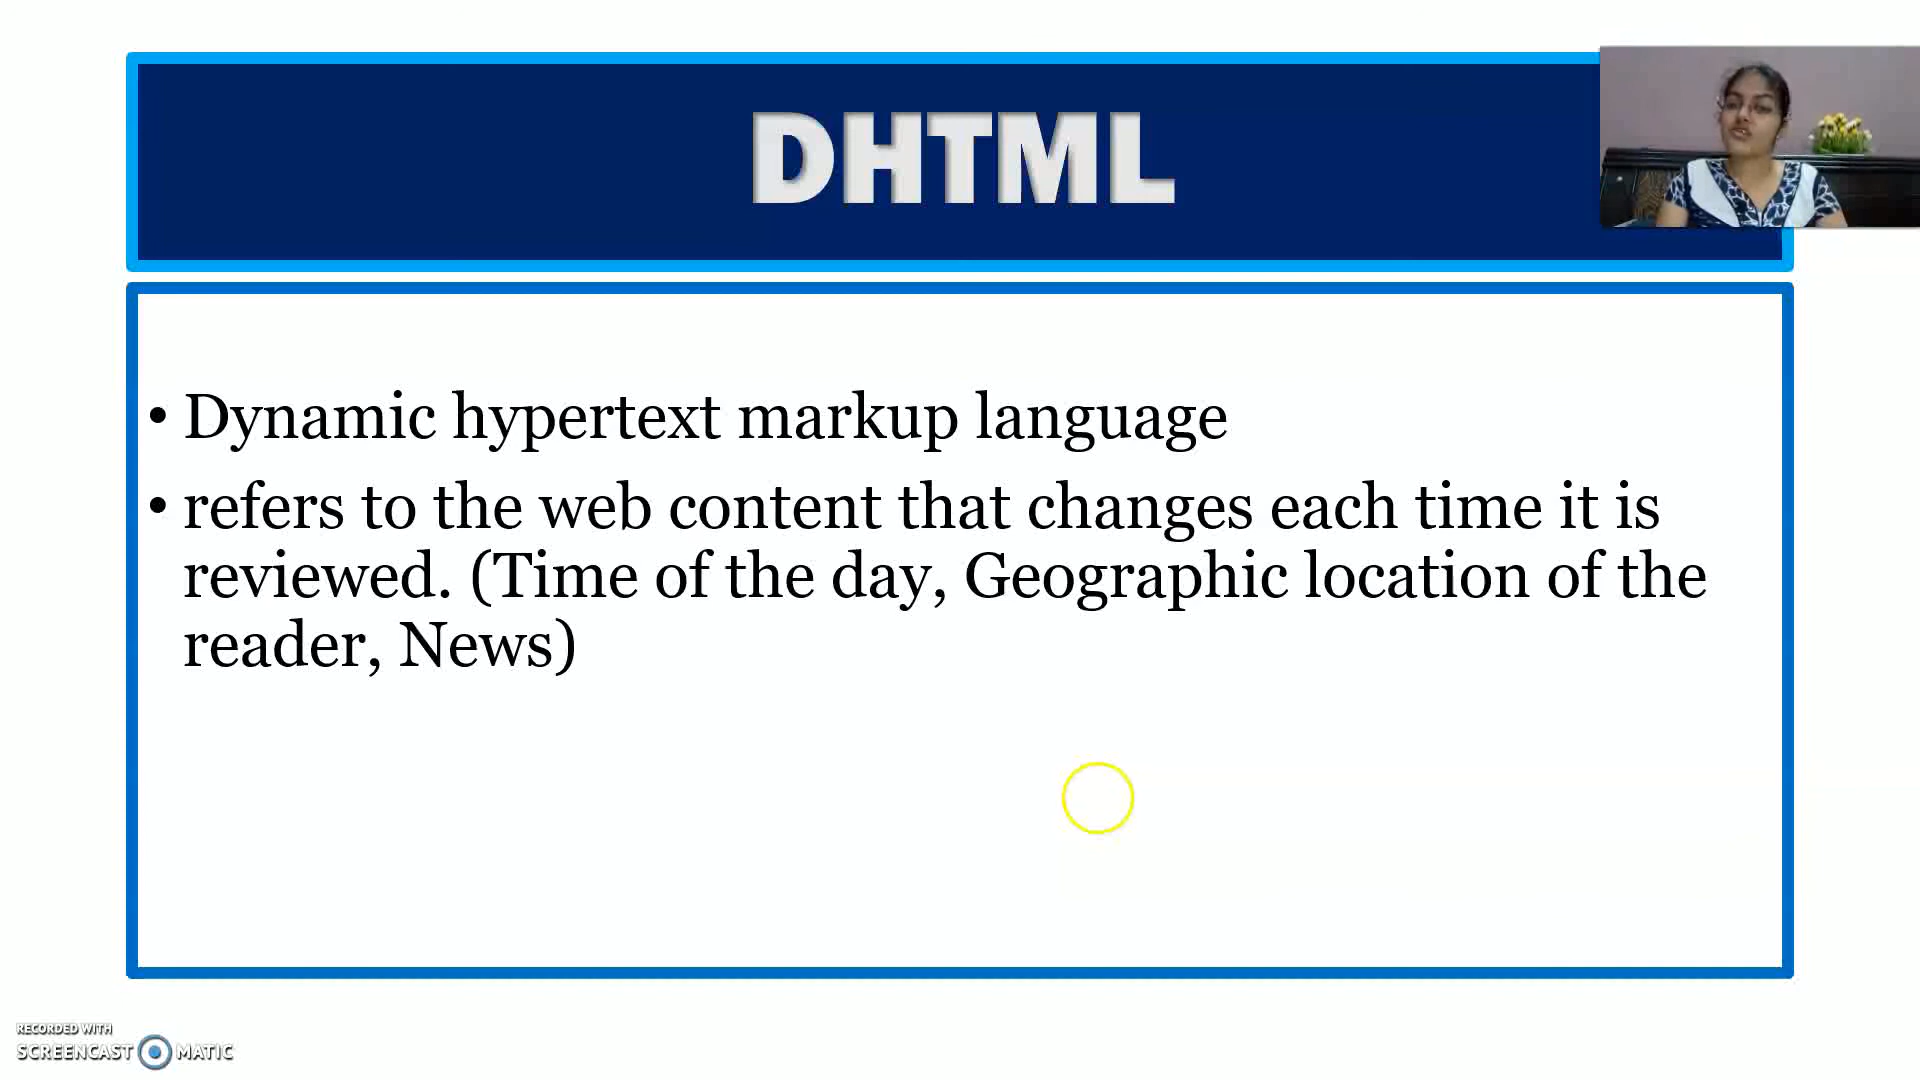 DHTML
• Dynamic hypertext markup language
• refers to the web content that changes each time it is
reviewed. (Time of the day, Geographic location of the
reader, News)
RECORDED WITH
SCREENCAST MATIC